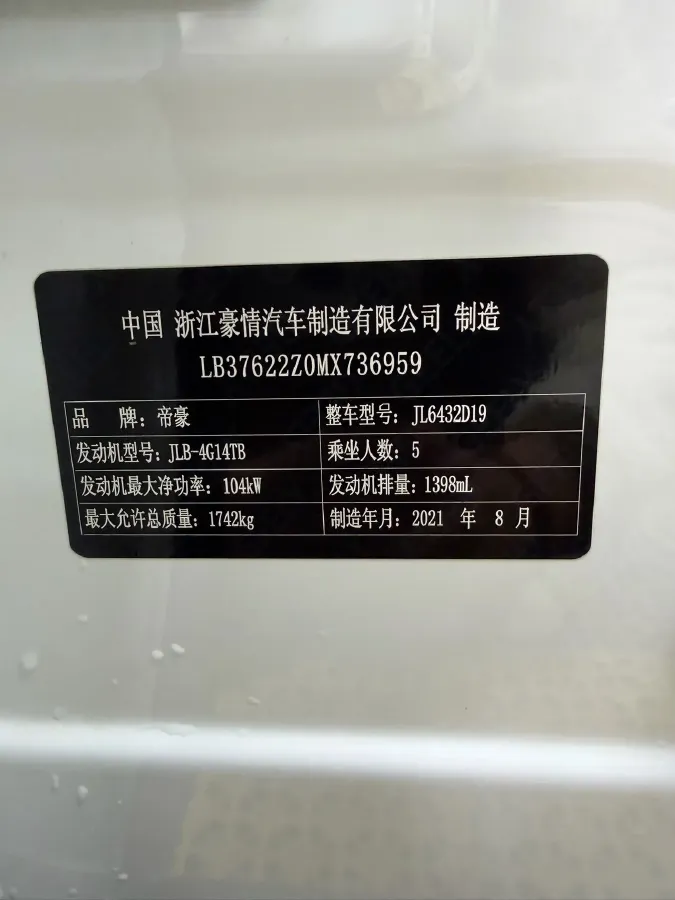 中国 浙江豪情汽车制造有限公司 制造
LB37622Z0MX736959
品 牌：帝豪 整车型号：JL6432D19
发动机型号：JLB-4G14TB 乘坐人数：5
发动机最大净功率：104kW 发动机排量：1398mL
最大允许总质量：1742kg 制造年月：2021 年 8 月